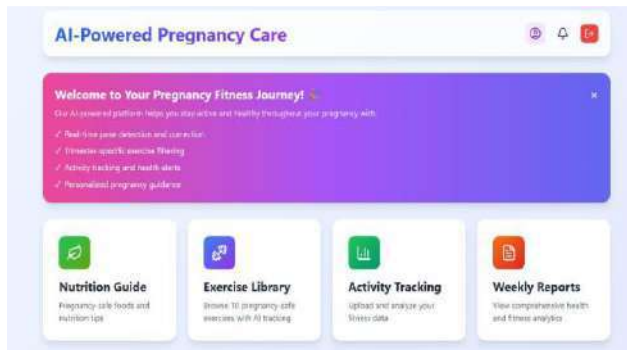 AI-Powered Pregnancy Care
Welcome to Your Pregnancy Fitness Journey!
Our AI-powered platform helps you stay active and healthy throughout your pregnancy with:
✓ Real-time pose detection and correction
✓ Trimester-specific exercise filtering
✓ Activity tracking and health alerts
✓ Personalized pregnancy guidance
Nutrition Guide
Pregnancy-safe foods and
nutrition tips
Exercise Library
Browse 10 pregnancy-safe
exercises with AI tracking
Activity Tracking
Upload and analyze your
fitness data
Weekly Reports
View comprehensive health
and fitness analytics